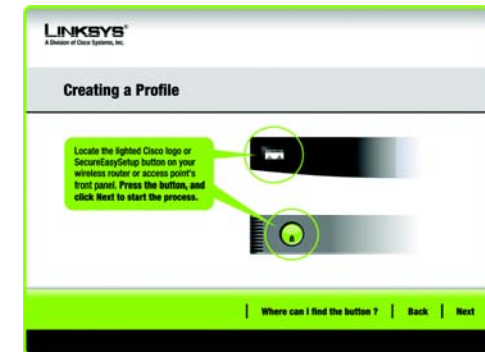 LINKSYS®
A Division of Cisco Systems, Inc.
Creating a Profile
Locate the lighted Cisco logo or
SecureEasySetup button on your
wireless router or access point's
front panel. Press the button, and
click Next to start the process.
Where can I find the button ? | Back | Next